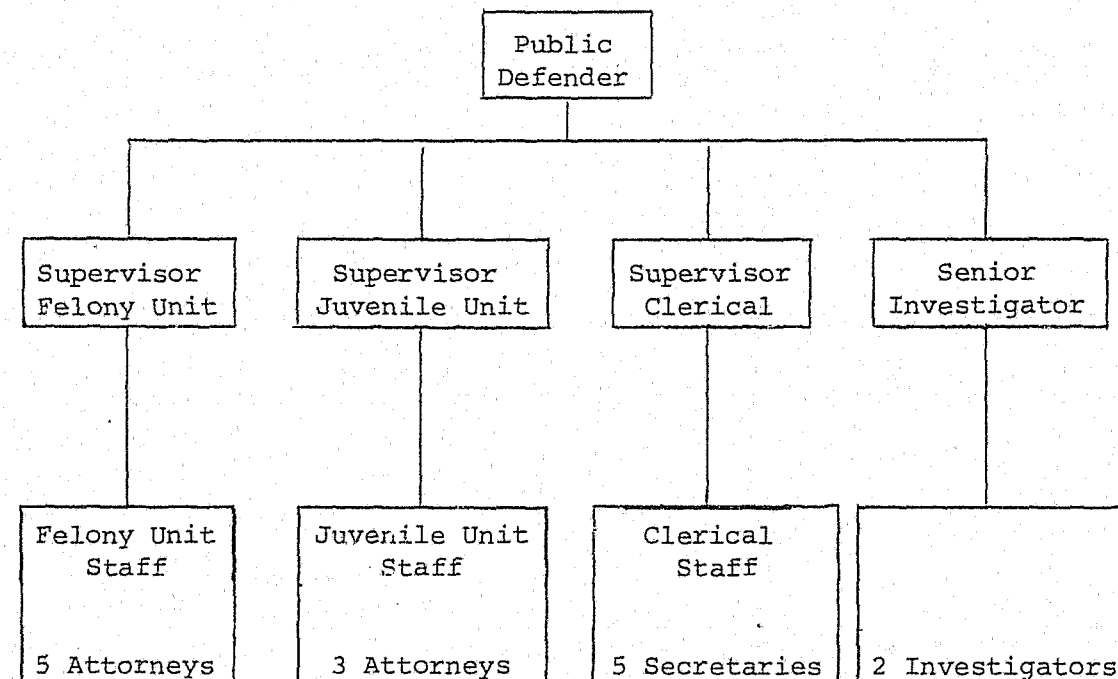 Public
Defender
Supervisor
Felony Unit
Supervisor
Juvenile Unit
Supervisor
Clerical
Senior
Investigator
Felony Unit
Staff
5 Attorneys
Juvenile Unit
Staff
3 Attorneys
Clerical
Staff
5 Secretaries
2 Investigators